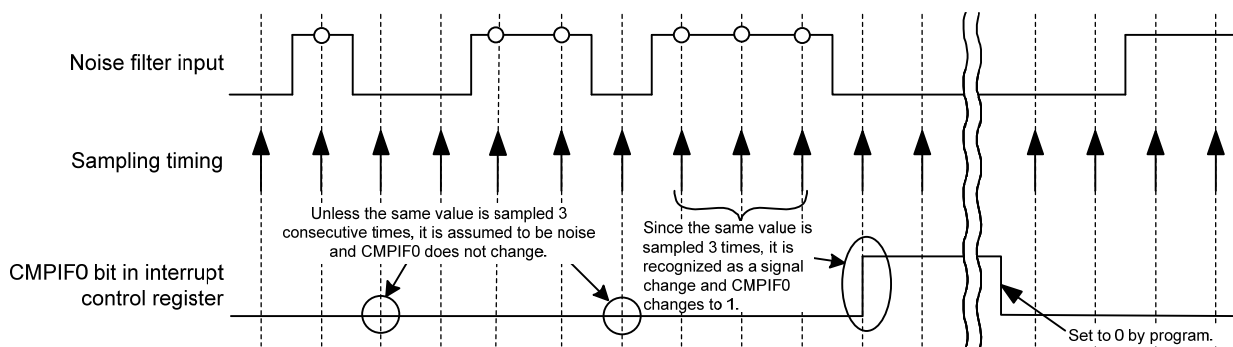 Noise filter input
Sampling timing
Unless the same value is sampled 3
consecutive times, it is assumed to be noise
and CMPIF0 does not change.
Since the same value is
sampled 3 times, it is
recognized as a signal
change and CMPIF0
changes to 1.
CMPIF0 bit in interrupt
control register
Set to 0 by program.